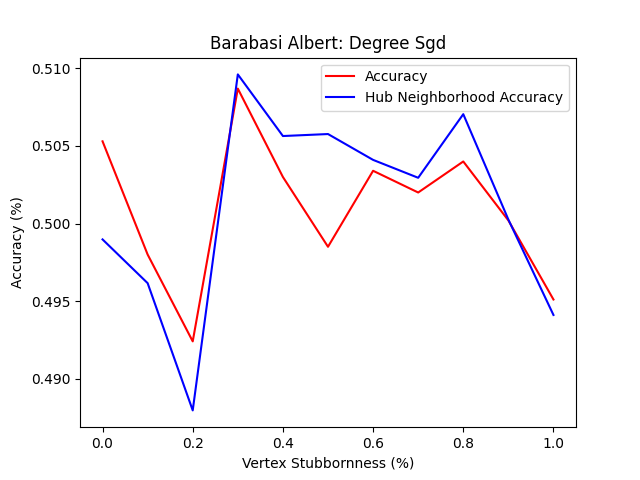 Barabasi Albert: Degree Sgd
Accuracy
Hub Neighborhood Accuracy
Accuracy (%)
0.510
0.505
0.500
0.495
0.490
0.0 0.2 0.4 0.6 0.8 1.0
Vertex Stubbornness (%)